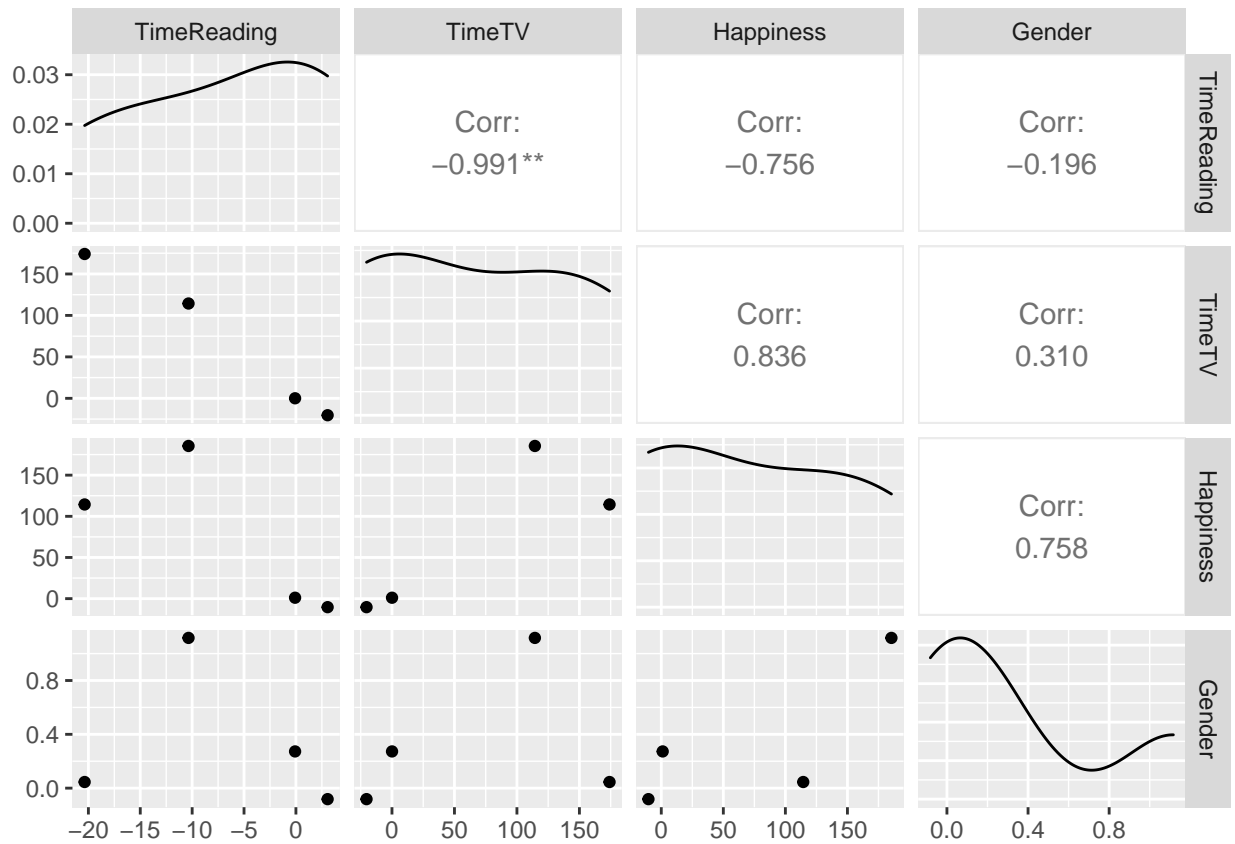 TimeReading TimeTV Happiness Gender
0.03
0.02
0.01
0.00
Corr:
−0.991**
Corr:
−0.756
Corr:
−0.196
TimeReading
150
100
50
0
Corr:
0.836
Corr:
0.310
TimeTV
150
100
50
0
Corr:
0.758
Happiness
0.8
0.4
0.0
Gender
−20 −15 −10 −5 0 0 50 100 150 0 50 100 150 0.0 0.4 0.8